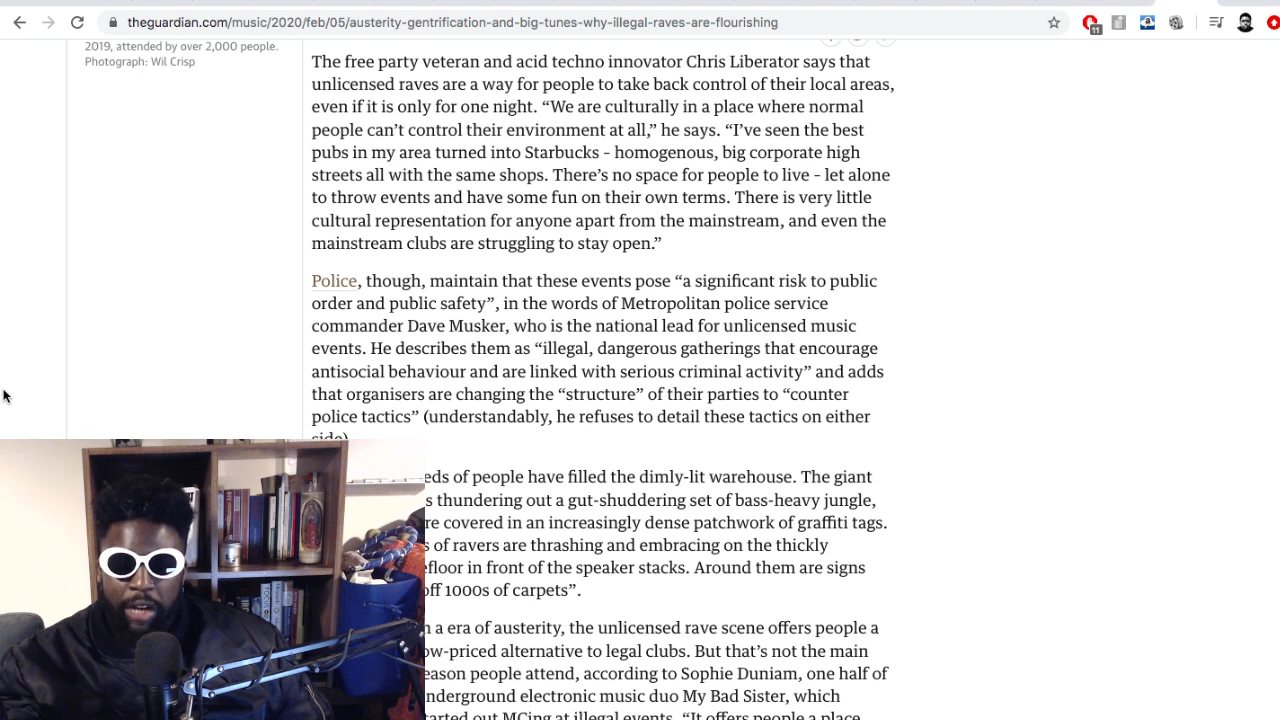 theguardian.com/music/2020/feb/05/austerity-gentrification-and-big-tunes-why-illegal-raves-are-flourishing
11
2019, attended by over 2,000 people.
Photograph: Wil Crisp
The free party veteran and acid techno innovator Chris Liberator says that
unlicensed raves are a way for people to take back control of their local areas,
even if it is only for one night. “We are culturally in a place where normal
people can’t control their environment at all,” he says. “I’ve seen the best
pubs in my area turned into Starbucks – homogenous, big corporate high
streets all with the same shops. There’s no space for people to live – let alone
to throw events and have some fun on their own terms. There is very little
cultural representation for anyone apart from the mainstream, and even the
mainstream clubs are struggling to stay open.”
Police, though, maintain that these events pose “a significant risk to public
order and public safety”, in the words of Metropolitan police service
commander Dave Musker, who is the national lead for unlicensed music
events. He describes them as “illegal, dangerous gatherings that encourage
antisocial behaviour and are linked with serious criminal activity” and adds
that organisers are changing the “structure” of their parties to “counter
police tactics” (understandably, he refuses to detail these tactics on either
side)
eds of people have filled the dimly-lit warehouse. The giant
s thundering out a gut-shuddering set of bass-heavy jungle,
re covered in an increasingly dense patchwork of graffiti tags.
s of ravers are thrashing and embracing on the thickly
efloor in front of the speaker stacks. Around them are signs
off 1000s of carpets”.
n a era of austerity, the unlicensed rave scene offers people a
ow-priced alternative to legal clubs. But that’s not the main
eason people attend, according to Sophie Duniam, one half of
nderground electronic music duo My Bad Sister, which
tarted out MCing at illegal events. “It offers people a place